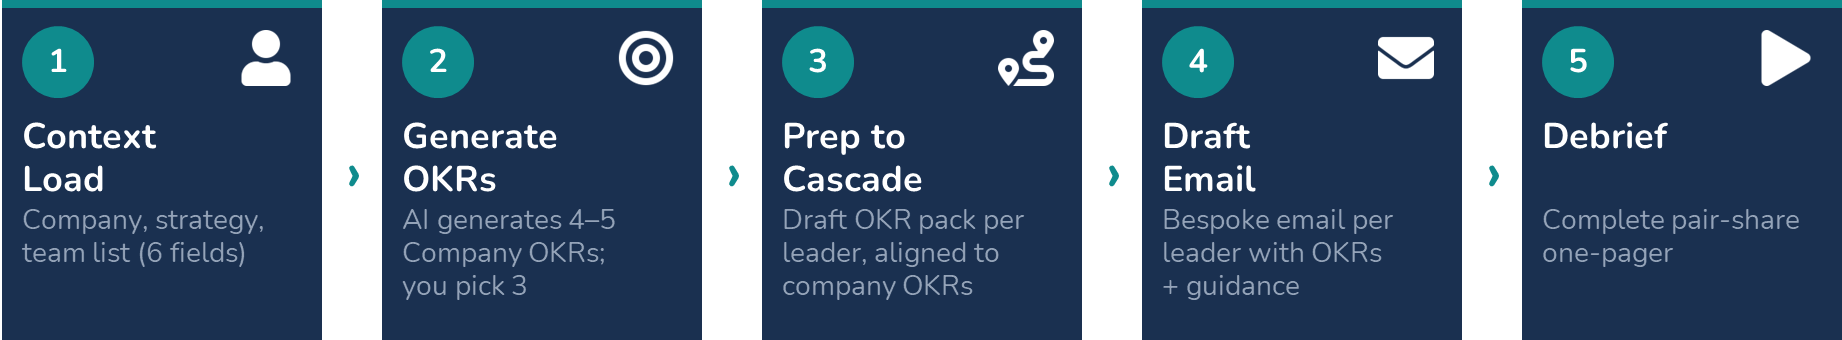 1
Context
Load
Company, strategy,
team list (6 fields)
›
2
Generate
OKRs
AI generates 4–5
Company OKRs;
you pick 3
›
3
Prep to
Cascade
Draft OKR pack per
leader, aligned to
company OKRs
›
4
Draft
Email
Bespoke email per
leader with OKRs
+ guidance
›
5
Debrief
Complete pair-share
one-pager